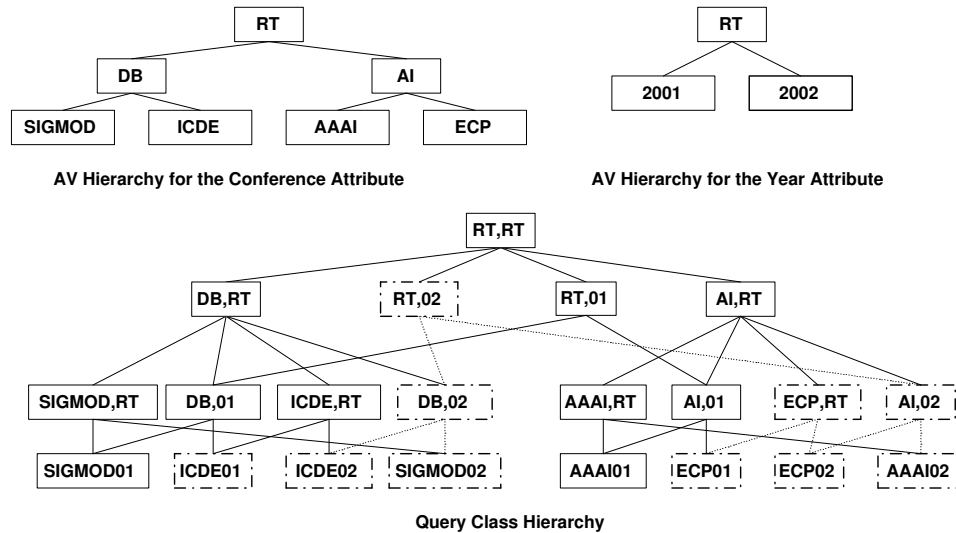 RT
RT
DB
AI
2001
2002
SIGMOD
ICDE
AAAI
ECP
AV Hierarchy for the Conference Attribute
AV Hierarchy for the Year Attribute
RT,RT
DB,RT
RT,02
RT,01
AI,RT
SIGMOD,RT
DB,01
ICDE,RT
DB,02
AAAI,RT
AI,01
ECP,RT
AI,02
SIGMOD01
ICDE01
ICDE02
SIGMOD02
AAAI01
ECP01
ECP02
AAAI02
Query Class Hierarchy